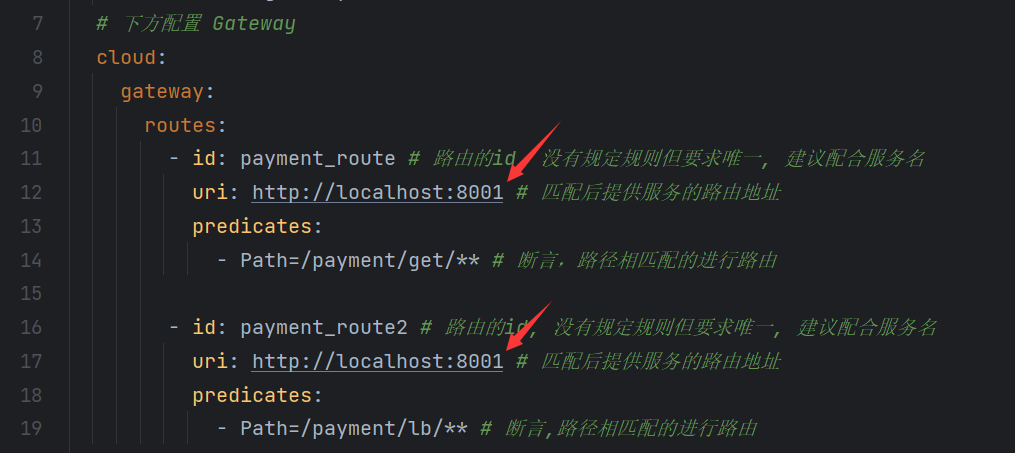 7 # 下方配置 Gateway
8 cloud:
9 gateway:
10 routes:
11 - id: payment_route # 路由的id 没有规定规则但要求唯一, 建议配合服务名
12 uri: http://localhost:8001 # 匹配后提供服务的路由地址
13 predicates:
14 - Path=/payment/get/** # 断言，路径相匹配的进行路由
15
16 - id: payment_route2 # 路由的id, 没有规定规则但要求唯一, 建议配合服务名
17 uri: http://localhost:8001 # 匹配后提供服务的路由地址
18 predicates:
19 - Path=/payment/lb/** # 断言,路径相匹配的进行路由